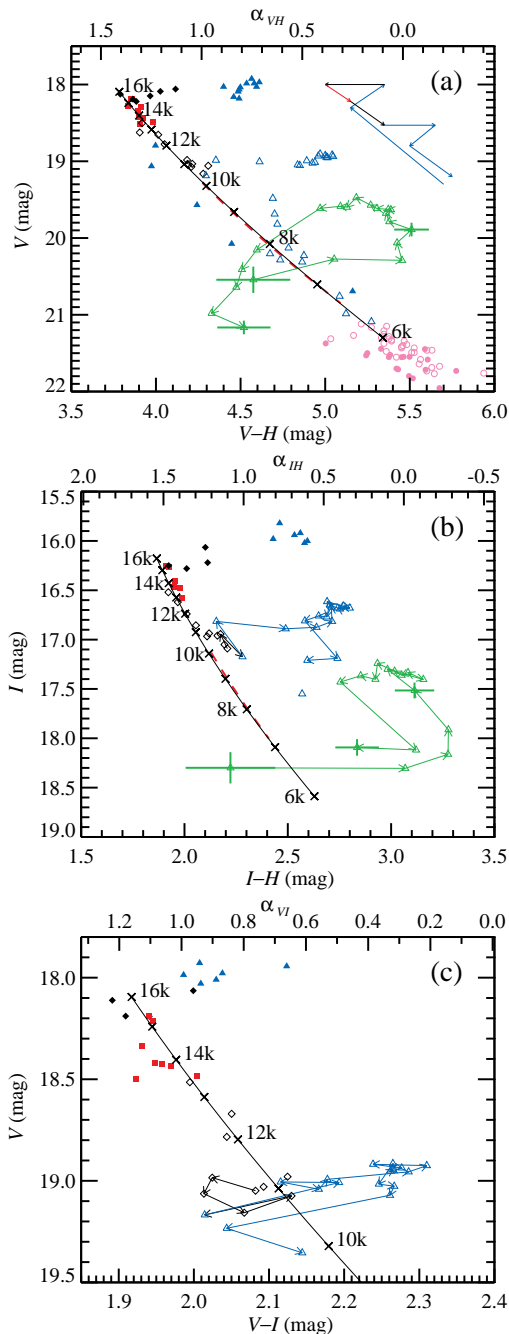 α_VH
1.5 1.0 0.5 0.0
(a)
16k
14k
12k
10k
8k
6k
18
19
20
21
22
V (mag)
3.5 4.0 4.5 5.0 5.5 6.0
V–H (mag)
α_IH
2.0 1.5 1.0 0.5 0.0 -0.5
(b)
16k
14k
12k
10k
8k
6k
15.5
16.0
16.5
17.0
17.5
18.0
18.5
19.0
I (mag)
1.5 2.0 2.5 3.0 3.5
I–H (mag)
α_VI
1.2 1.0 0.8 0.6 0.4 0.2 0.0
(c)
16k
14k
12k
10k
18.0
18.5
19.0
19.5
V (mag)
1.9 2.0 2.1 2.2 2.3 2.4
V–I (mag)